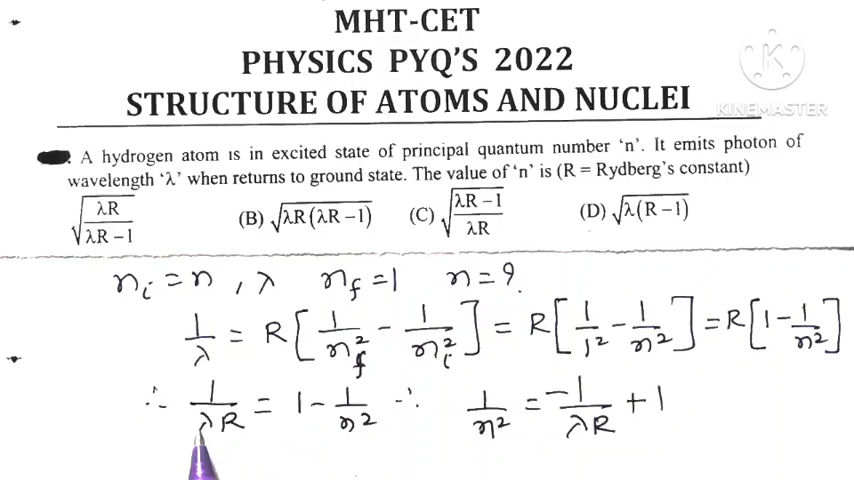 MHT-CET
PHYSICS PYQ'S 2022
STRUCTURE OF ATOMS AND NUCLEI
K
KINEMASTER
A hydrogen atom is in excited state of principal quantum number 'n'. It emits photon of
wavelength 'λ' when returns to ground state. The value of 'n' is (R = Rydberg's constant)
√(λR/(λR−1)) (B) √(λR(λR−1)) (C) √((λR−1)/λR) (D) √(λ(R−1))
n_i = n , λ n_f = 1 n = ?
1/λ = R[1/n_f² − 1/n_i²] = R[1/1² − 1/n²] = R[1 − 1/n²]
∴ 1/λR = 1 − 1/n² ∴ 1/n² = −1/λR + 1